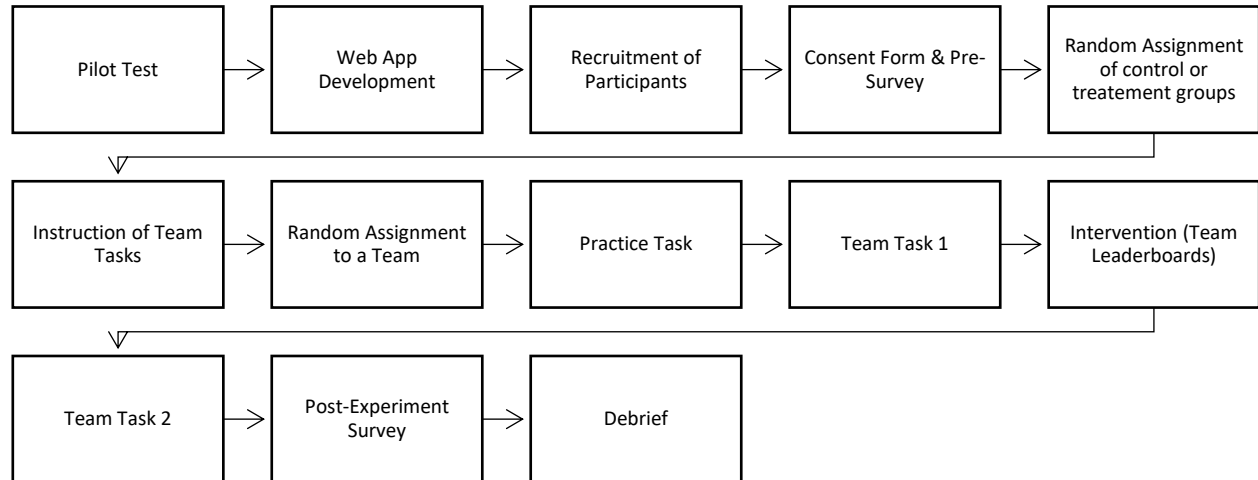 Pilot Test
Web App
Development
Recruitment of
Participants
Consent Form & Pre-
Survey
Random Assignment
of control or
treatement groups
Instruction of Team
Tasks
Random Assignment
to a Team
Practice Task
Team Task 1
Intervention (Team
Leaderboards)
Team Task 2
Post-Experiment
Survey
Debrief